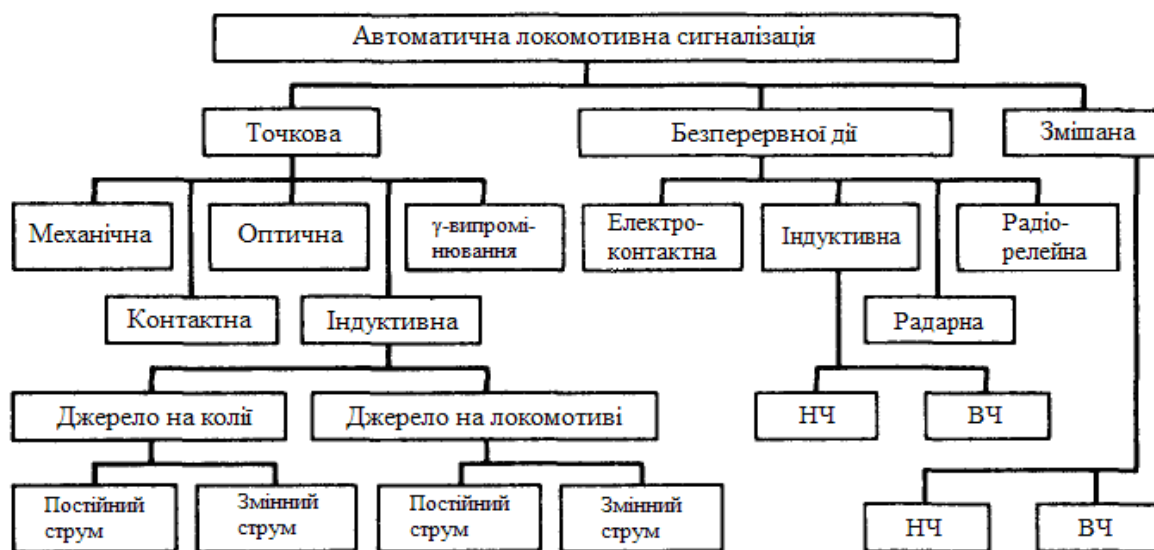 Автоматична локомотивна сигналізація
Точкова
Безперервної дії
Змішана
Механічна
Оптична
γ-випромі-
нювання
Електро-
контактна
Індуктивна
Радіо-
релейна
Контактна
Індуктивна
Радарна
Джерело на колії
Джерело на локомотиві
НЧ
ВЧ
Постійний
струм
Змінний
струм
Постійний
струм
Змінний
струм
НЧ
ВЧ